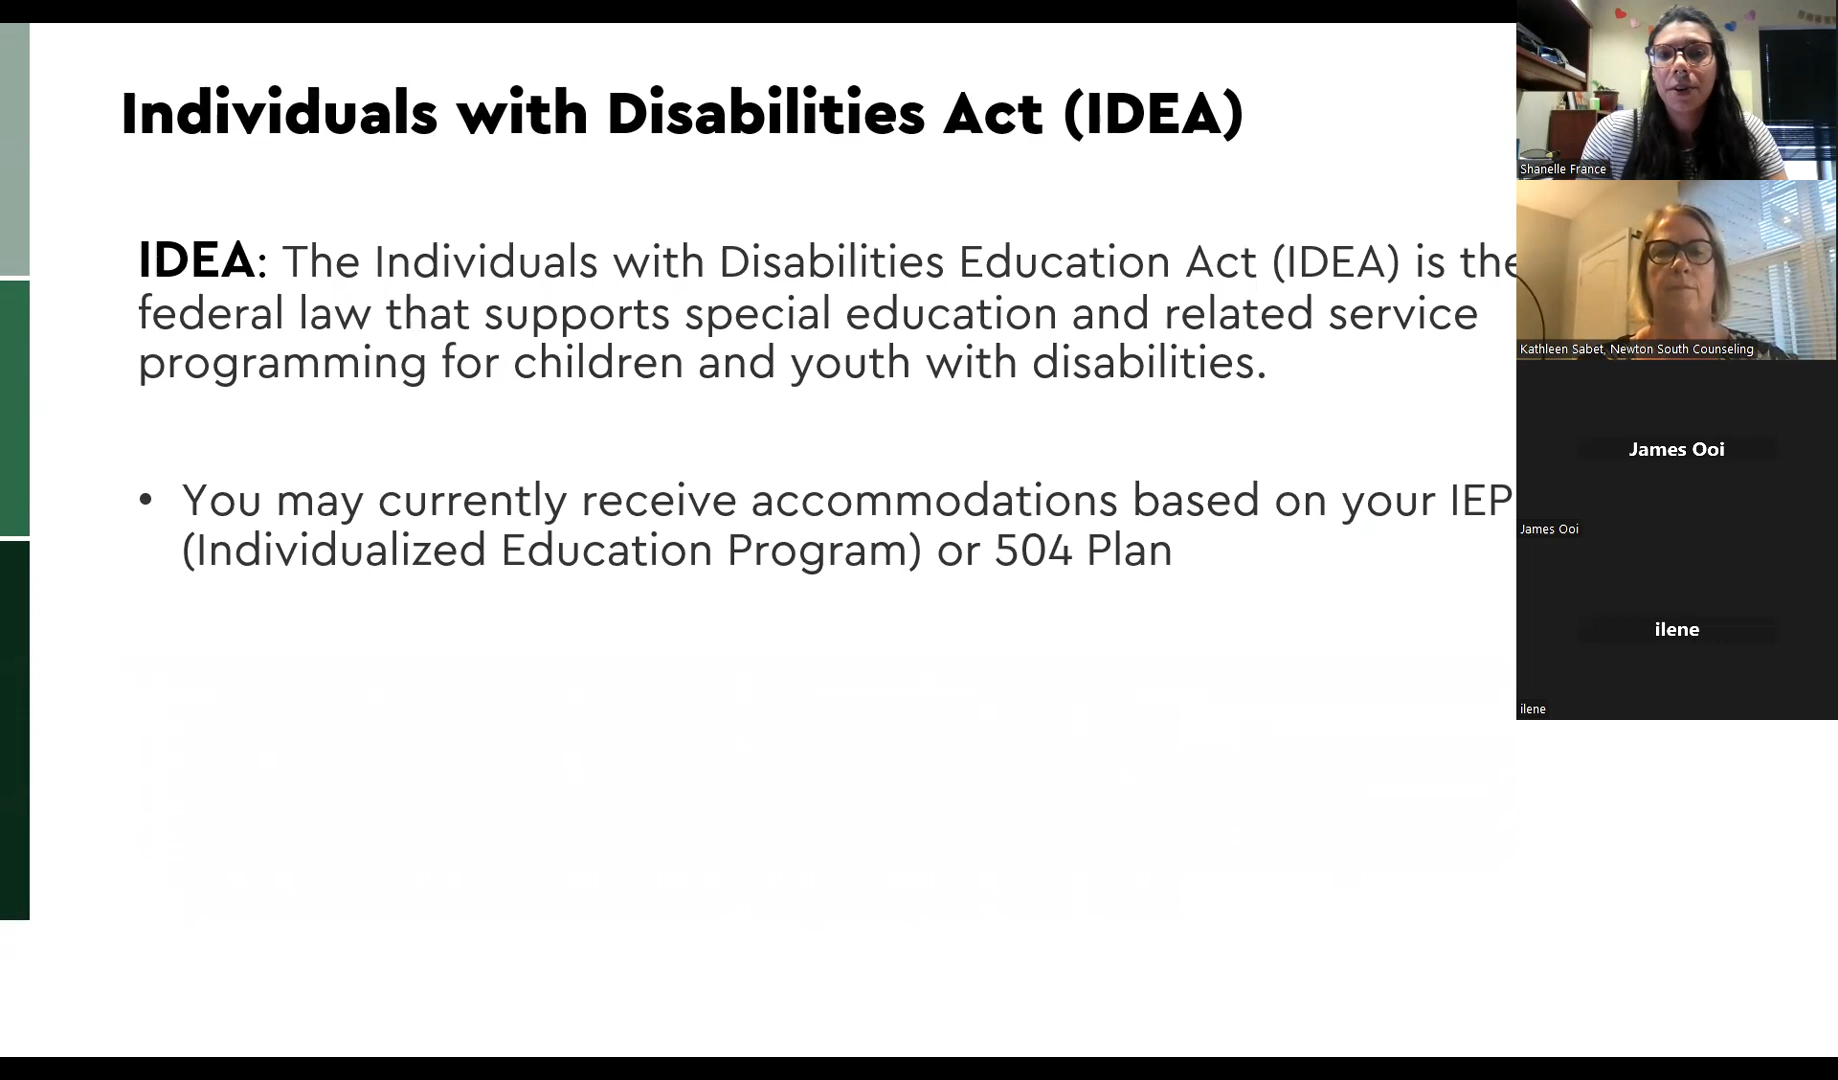 Individuals with Disabilities Act (IDEA)
IDEA: The Individuals with Disabilities Education Act (IDEA) is the
federal law that supports special education and related service
programming for children and youth with disabilities.
• You may currently receive accommodations based on your IEP
(Individualized Education Program) or 504 Plan
Shanelle France
Kathleen Sabet, Newton South Counseling
James Ooi
James Ooi
ilene
ilene